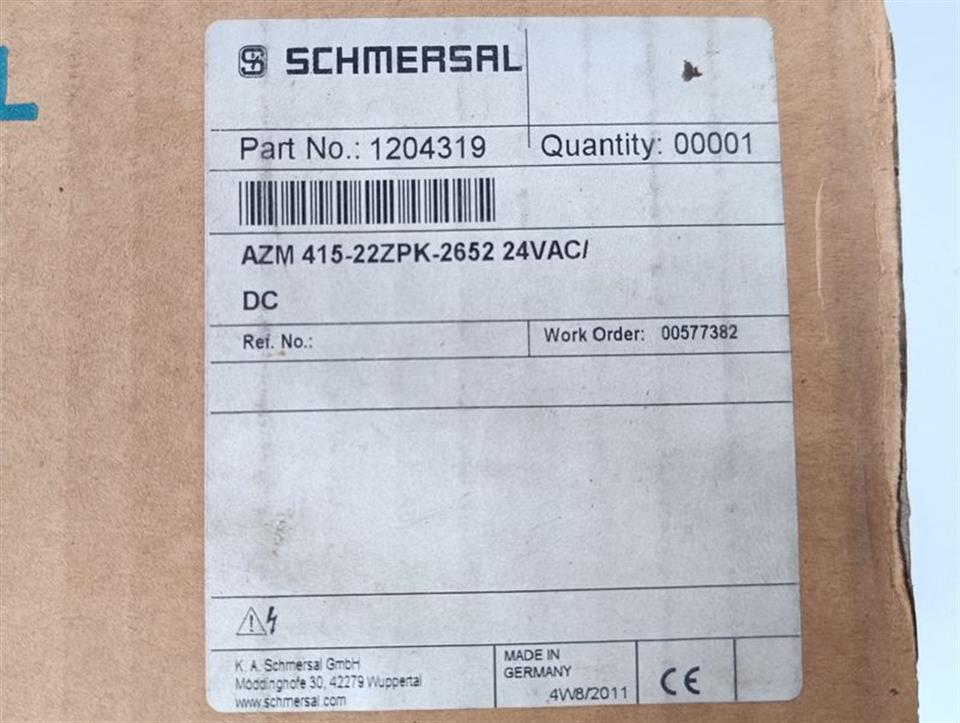 L
SCHMERSAL
Part No.: 1204319 Quantity: 00001
AZM 415-22ZPK-2652 24VAC/
DC
Ref. No.: Work Order: 00577382
K. A. Schmersal GmbH
Möddinghofe 30, 42279 Wuppertal
www.schmersal.com
MADE IN
GERMANY
4W8/2011
CE